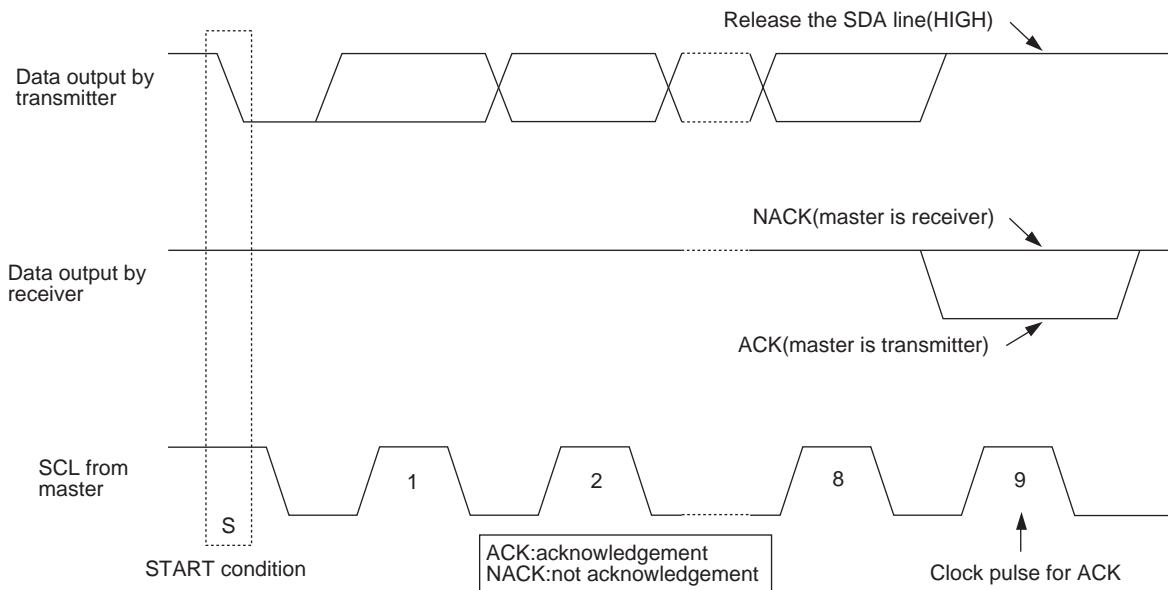 Release the SDA line(HIGH)
Data output by
transmitter
NACK(master is receiver)
Data output by
receiver
ACK(master is transmitter)
SCL from
master
1
2
8
9
S
START condition
ACK:acknowledgement
NACK:not acknowledgement
Clock pulse for ACK